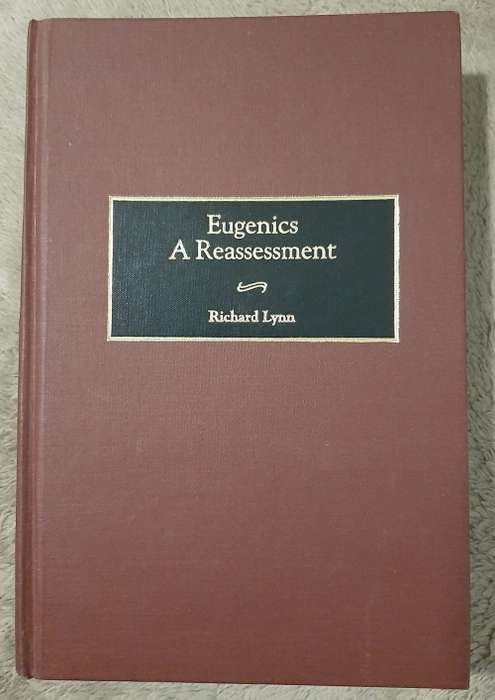 Eugenics
A Reassessment
Richard Lynn